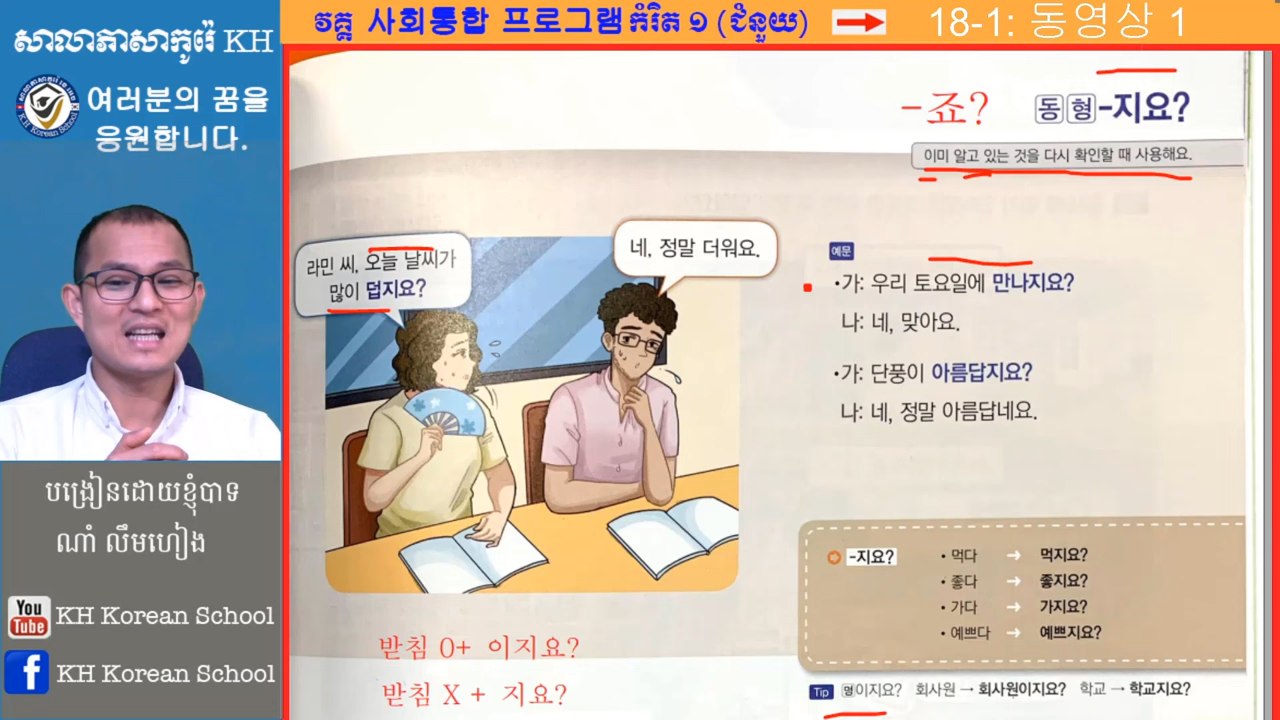 សាលាភាសាកូរ៉េ KH
여러분의 꿈을
응원합니다.
វគ្គ 사회통합 프로그램 កំរិត ១ (ជំនួយ)
18-1: 동영상 1
-죠?
동 형 -지요?
이미 알고 있는 것을 다시 확인할 때 사용해요.
라민 씨, 오늘 날씨가
많이 덥지요?
네, 정말 더워요.
예문
•가: 우리 토요일에 만나지요?
나: 네, 맞아요.
•가: 단풍이 아름답지요?
나: 네, 정말 아름답네요.
-지요?
• 먹다 → 먹지요?
• 좋다 → 좋지요?
• 가다 → 가지요?
• 예쁘다 → 예쁘지요?
받침 O+ 이지요?
받침 X + 지요?
Tip 명이지요? 회사원 → 회사원이지요? 학교 → 학교지요?
បង្រៀនដោយខ្ញុំបាទ
ណាំ លឹមហៀង
You Tube KH Korean School
f KH Korean School